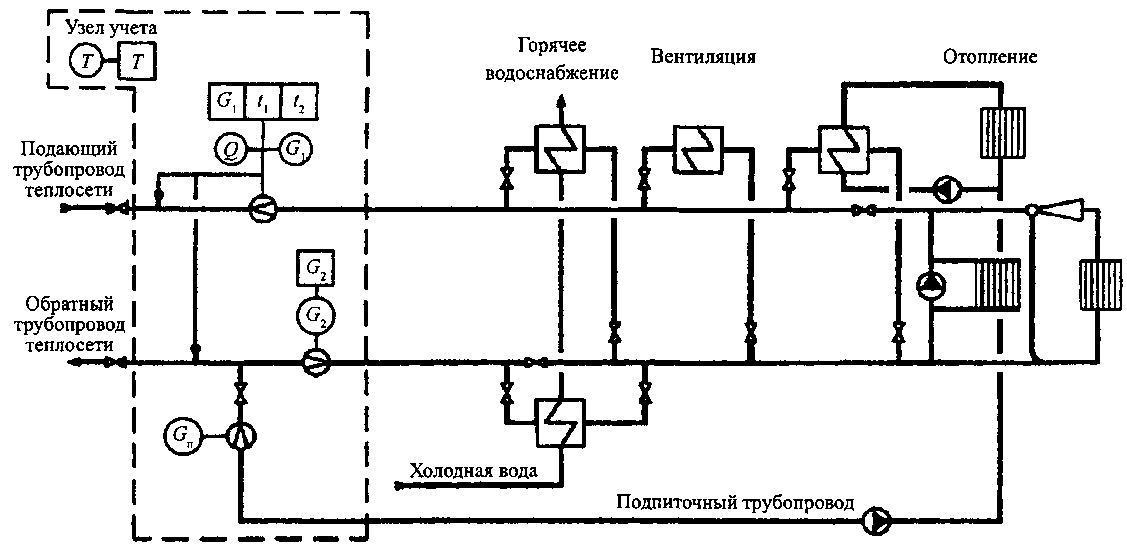 Узел учета
T T
G1 t1 t2
Q G1
Подающий
трубопровод
теплосети
Горячее
водоснабжение
Вентиляция
Отопление
G2
G2
Обратный
трубопровод
теплосети
Gп
Холодная вода
Подпиточный трубопровод